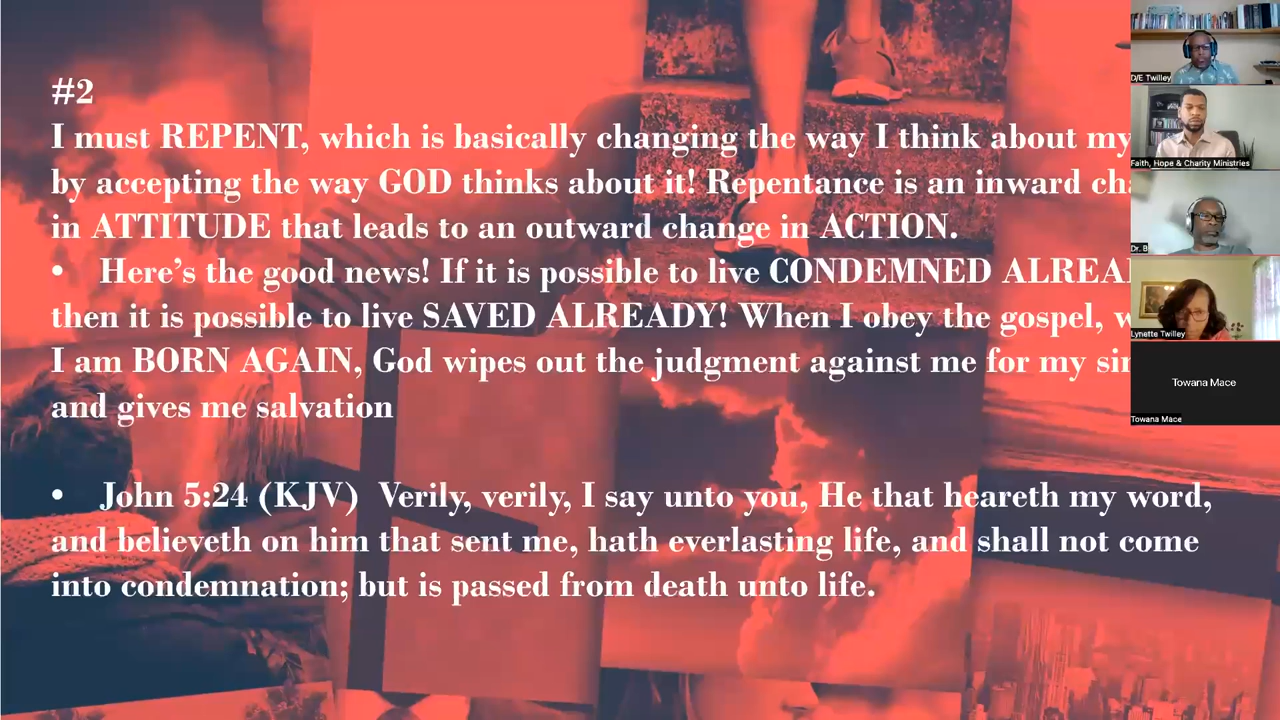 #2
I must REPENT, which is basically changing the way I think about my
by accepting the way GOD thinks about it! Repentance is an inward
in ATTITUDE that leads to an outward change in ACTION.
• Here’s the good news! If it is possible to live CONDEMNED
then it is possible to live SAVED ALREADY! When I obey the gospel,
I am BORN AGAIN, God wipes out the judgment against me for my
and gives me salvation
• John 5:24 (KJV) Verily, verily, I say unto you, He that heareth my word,
and believeth on him that sent me, hath everlasting life, and shall not come
into condemnation; but is passed from death unto life.
D/E Twilley
Faith, Hope & Charity Ministries
Dr. B
Lynette Twilley
Towana Mace
Towana Mace